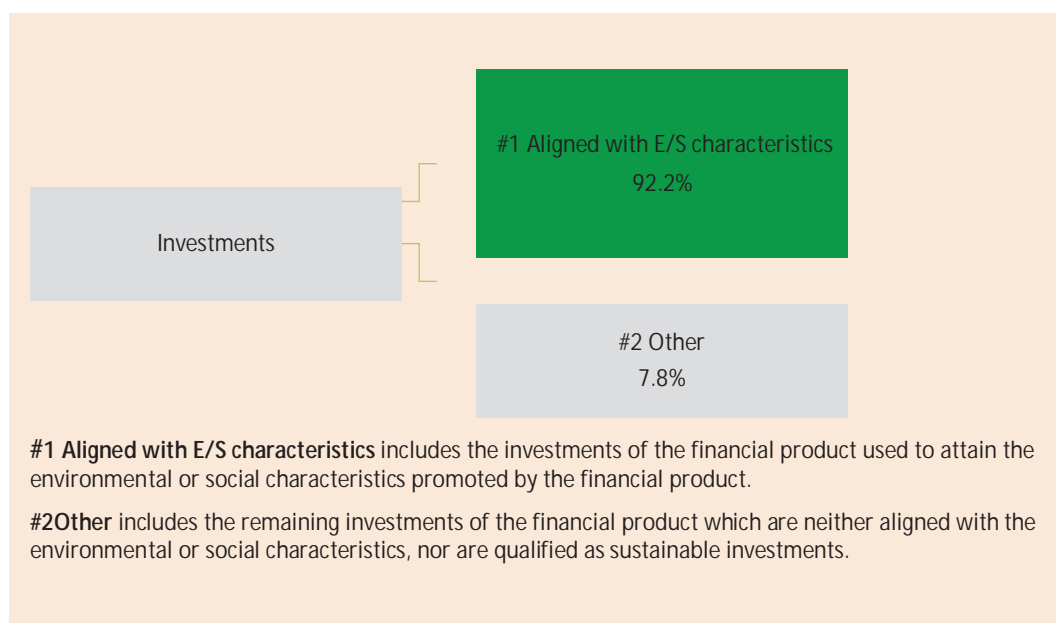 #1 Aligned with E/S characteristics
92.2%
Investments
#2 Other
7.8%
#1 Aligned with E/S characteristics includes the investments of the financial product used to attain the
environmental or social characteristics promoted by the financial product.
#2Other includes the remaining investments of the financial product which are neither aligned with the
environmental or social characteristics, nor are qualified as sustainable investments.